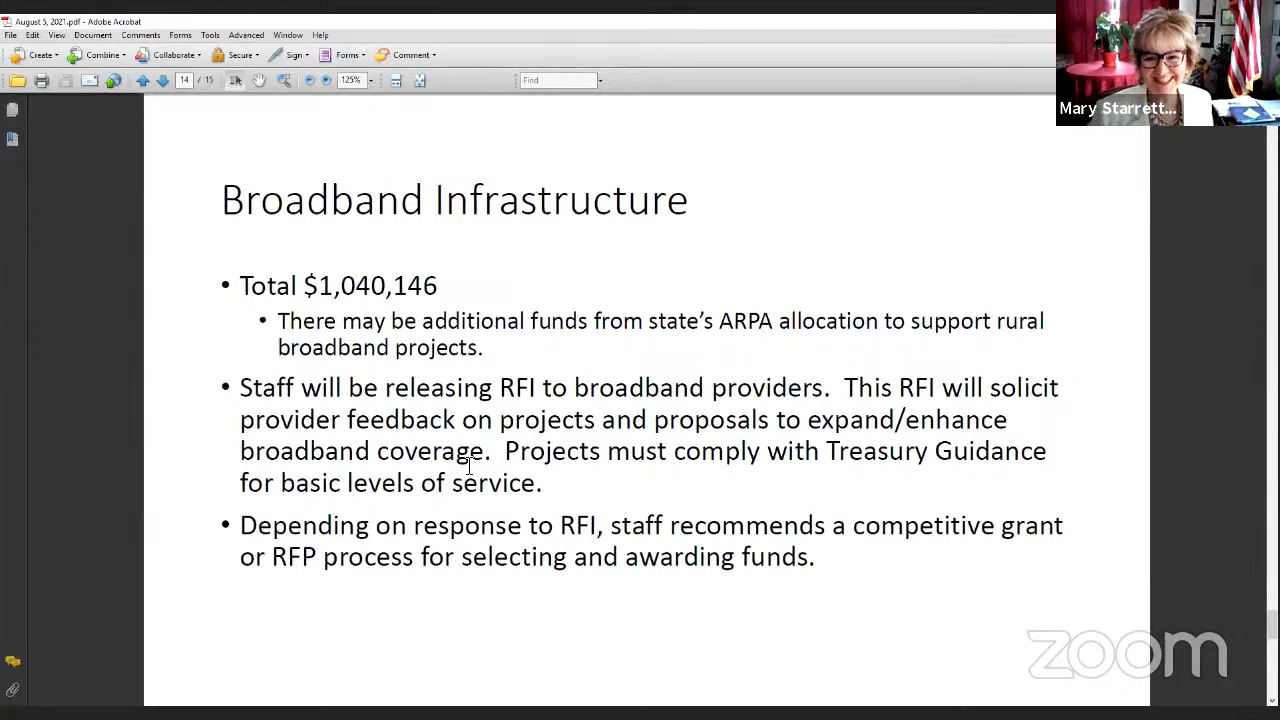 August 5, 2021.pdf - Adobe Acrobat
File Edit View Document Comments Forms Tools Advanced Window Help
Create Combine Collaborate Secure Sign Forms Comment
14 / 15 125% Find
Mary Starrett...
Broadband Infrastructure
• Total $1,040,146
• There may be additional funds from state’s ARPA allocation to support rural
broadband projects.
• Staff will be releasing RFI to broadband providers. This RFI will solicit
provider feedback on projects and proposals to expand/enhance
broadband coverage. Projects must comply with Treasury Guidance
for basic levels of service.
• Depending on response to RFI, staff recommends a competitive grant
or RFP process for selecting and awarding funds.
zoom